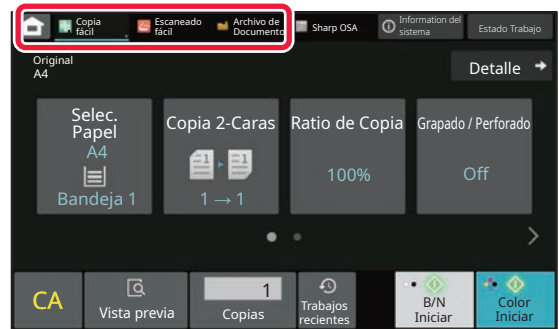 Copia
fácil
Escaneado
fácil
Archivo de
Documento
Sharp OSA
Information del
sistema
Estado Trabajo
Original
A4
Detalle
Selec.
Papel
A4
Bandeja 1
Copia 2-Caras
1 → 1
Ratio de Copia
100%
Grapado / Perforado
Off
CA
Vista previa
1
Copias
Trabajos
recientes
B/N
Iniciar
Color
Iniciar